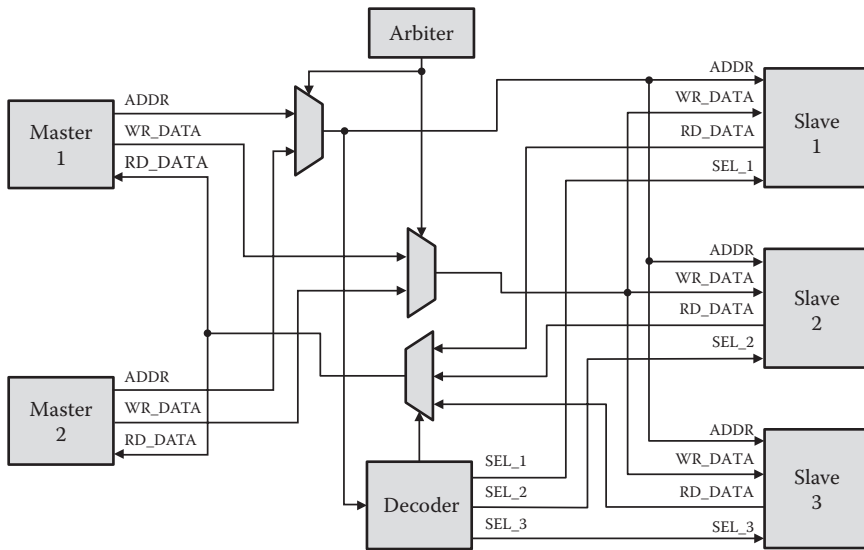 Arbiter
Master
1
ADDR
WR_DATA
RD_DATA
ADDR
WR_DATA
RD_DATA
SEL_1
Slave
1
ADDR
WR_DATA
RD_DATA
SEL_2
Slave
2
Master
2
ADDR
WR_DATA
RD_DATA
Decoder
SEL_1
SEL_2
SEL_3
ADDR
WR_DATA
RD_DATA
SEL_3
Slave
3